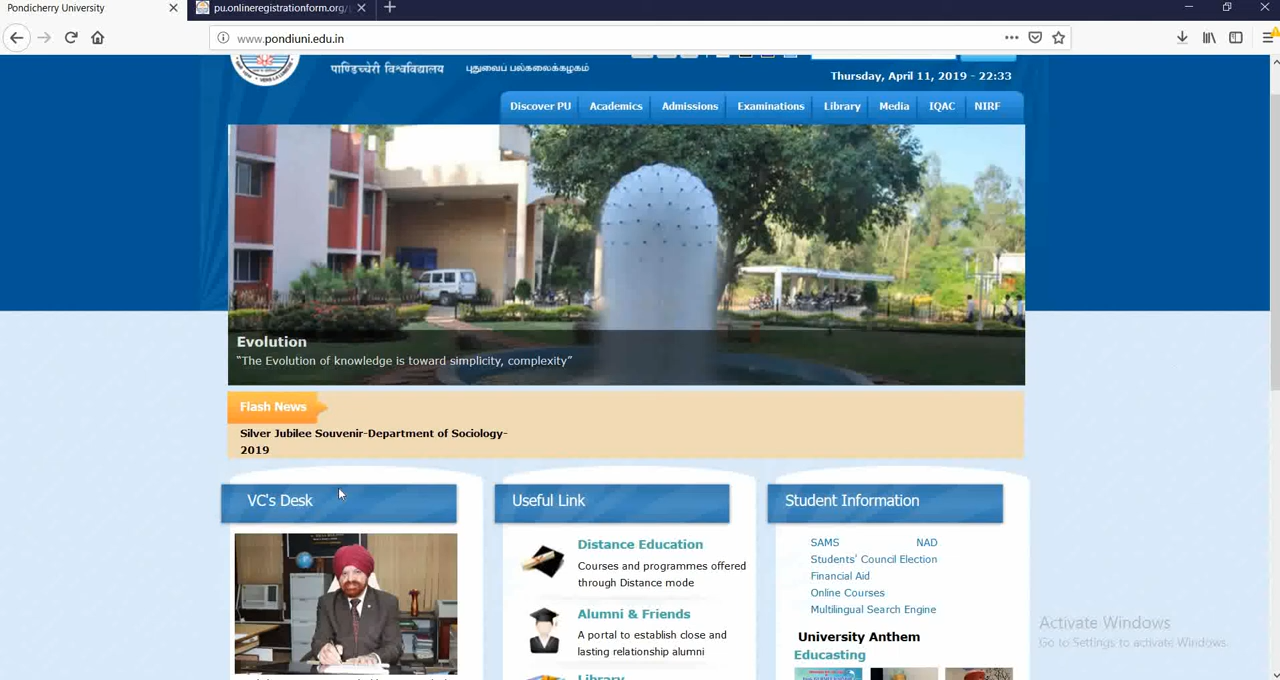 Pondicherry University
pu.onlineregistrationform.org/
www.pondiuni.edu.in
पाण्डिच्चेरी विश्वविद्यालय புதுவைப் பல்கலைக்கழகம்
Thursday, April 11, 2019 - 22:33
Discover PU Academics Admissions Examinations Library Media IQAC NIRF
Evolution
“The Evolution of knowledge is toward simplicity, complexity”
Flash News
Silver Jubilee Souvenir-Department of Sociology-
2019
VC's Desk
Useful Link
Distance Education
Courses and programmes offered
through Distance mode
Alumni & Friends
A portal to establish close and
lasting relationship alumni
Library
Student Information
SAMS NAD
Students' Council Election
Financial Aid
Online Courses
Multilingual Search Engine
University Anthem
Educasting
Activate Windows
Go to Settings to activate Windows.